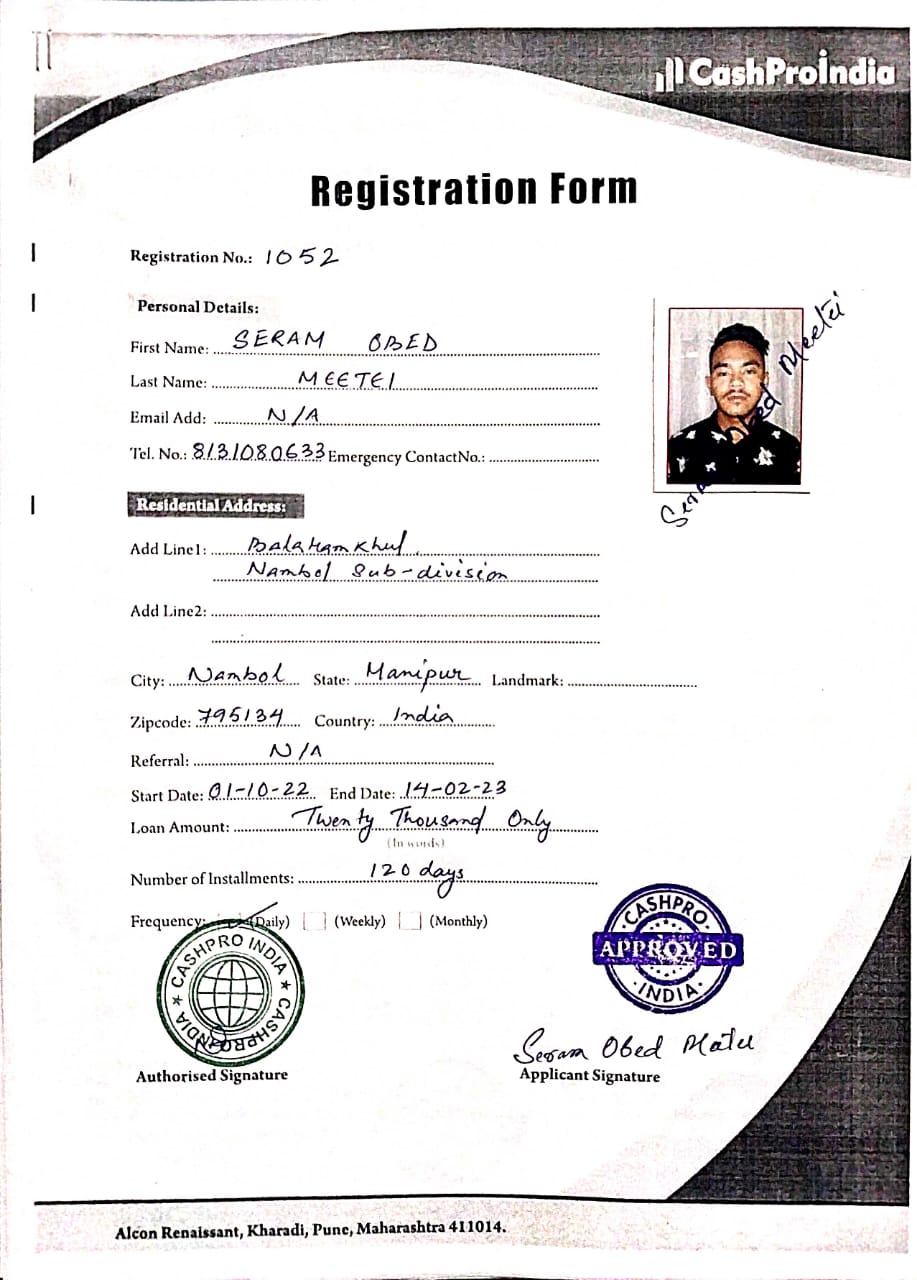 CashProIndia
Registration Form
Registration No.: 1052
Personal Details:
First Name: SERAM OBED
Last Name: MEETEI
Email Add: N/A
Tel. No.: 8131080633 Emergency ContactNo.:
Seram Obed Meetei
Residential Address:
Add Line1: Balaramkhul,
Nambol Sub-division
Add Line2:
City: Nambol State: Manipur Landmark:
Zipcode: 795134 Country: India
Referral: N/A
Start Date: 01-10-22 End Date: 14-02-23
Loan Amount: Twenty Thousand Only
(In words)
Number of Installments: 120 days
Frequency: (Daily) (Weekly) (Monthly)
CASHPRO INDIA
CASHPRO INDIA
CASHPRO
APPROVED
INDIA
Seram Obed
Authorised Signature
Applicant Signature
Alcon Renaissant, Kharadi, Pune, Maharashtra 411014.